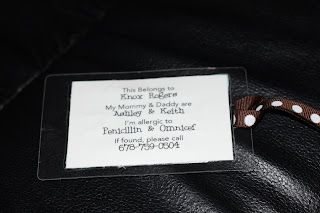 This Belongs to
Knox Rogers
My Mommy & Daddy are
Ashley & Keith
I'm allergic to
Penicillin & Omnicef
If found, please call
678-759-0504